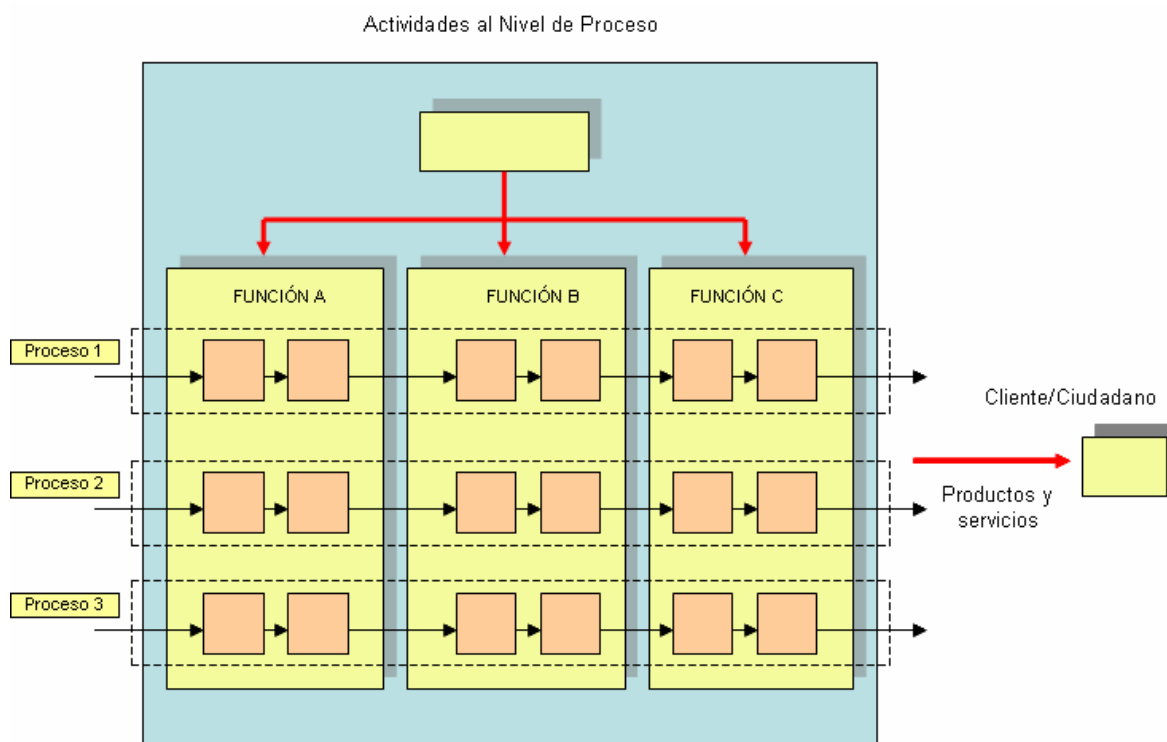 Actividades al Nivel de Proceso
FUNCIÓN A
FUNCIÓN B
FUNCIÓN C
Proceso 1
Cliente/Ciudadano
Proceso 2
Productos y
servicios
Proceso 3